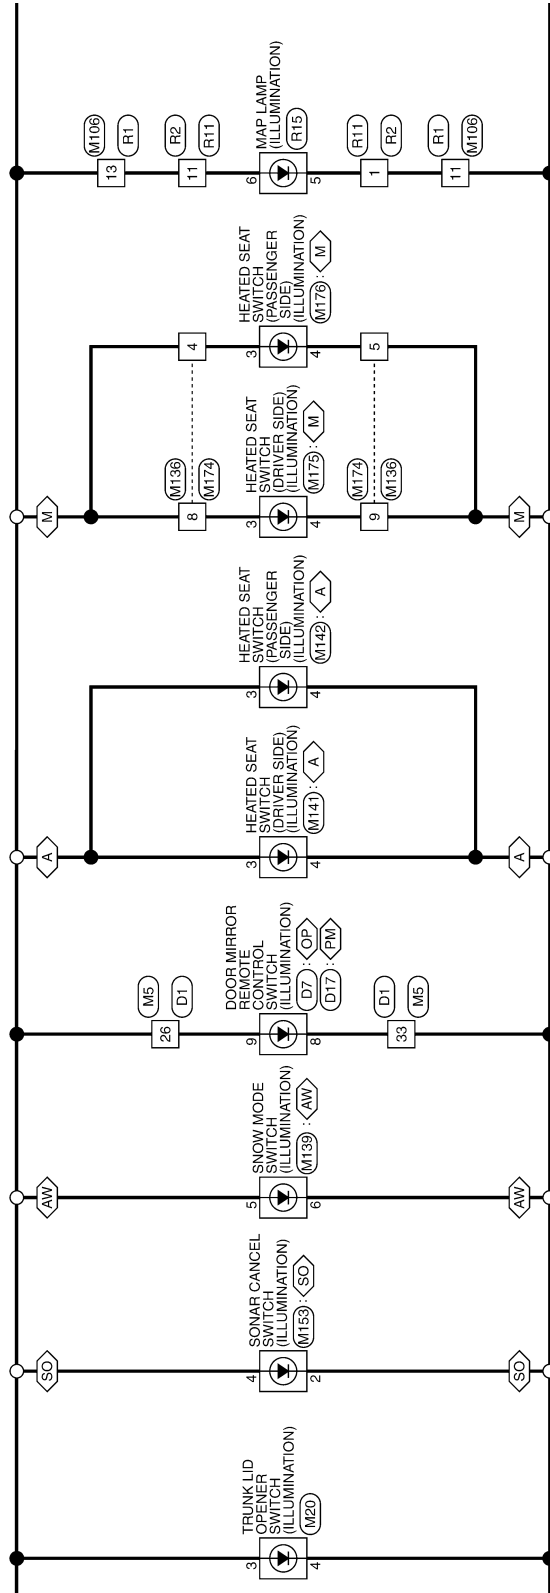 TRUNK LID
OPENER
SWITCH
(ILLUMINATION)
M20
3
4
SO
SONAR CANCEL
SWITCH
(ILLUMINATION)
M153 : SO
4
2
SO
AW
SNOW MODE
SWITCH
(ILLUMINATION)
M139 : AW
5
6
AW
M5
D1
26
DOOR MIRROR
REMOTE
CONTROL
SWITCH
(ILLUMINATION)
D7 : OP
D17 : PM
9
8
D1
M5
33
A
HEATED SEAT
SWITCH
(DRIVER SIDE)
(ILLUMINATION)
M141 : A
3
4
A
HEATED SEAT
SWITCH
(PASSENGER
SIDE)
(ILLUMINATION)
M142 : A
3
4
M
M136
M174
8
HEATED SEAT
SWITCH
(DRIVER SIDE)
(ILLUMINATION)
M175 : M
3
4
M174
M136
9
M
4
HEATED SEAT
SWITCH
(PASSENGER
SIDE)
(ILLUMINATION)
M176 : M
3
4
5
M106
R1
13
R2
R11
11
MAP LAMP
(ILLUMINATION)
R15
6
5
R11
R2
1
R1
M106
11